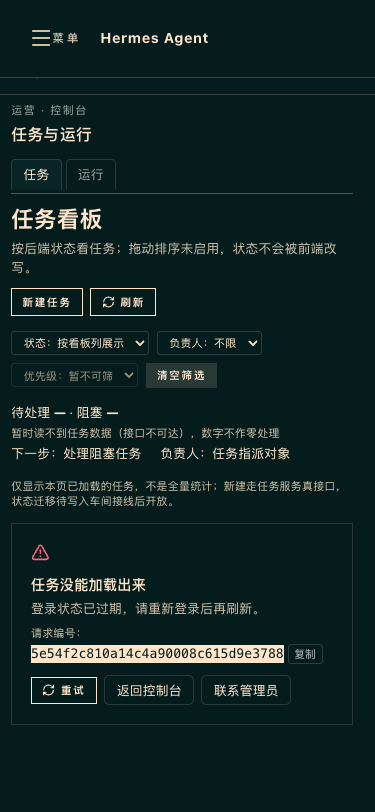 菜单 Hermes Agent
运营 · 控制台
任务与运行
任务 运行
任务看板
按后端状态看任务；拖动排序未启用，状态不会被前端改
写。
新建任务 刷新
状态：按看板列展示 负责人：不限
优先级：暂不可筛 清空筛选
待处理 — · 阻塞 —
暂时读不到任务数据（接口不可达），数字不作零处理
下一步：处理阻塞任务 负责人：任务指派对象
仅显示本页已加载的任务，不是全量统计；新建走任务服务真接口，
状态迁移待写入车间接线后开放。
任务没能加载出来
登录状态已过期，请重新登录后再刷新。
请求编号：
5e54f2c810a14c4a90008c615d9e3788 复制
重试 返回控制台 联系管理员